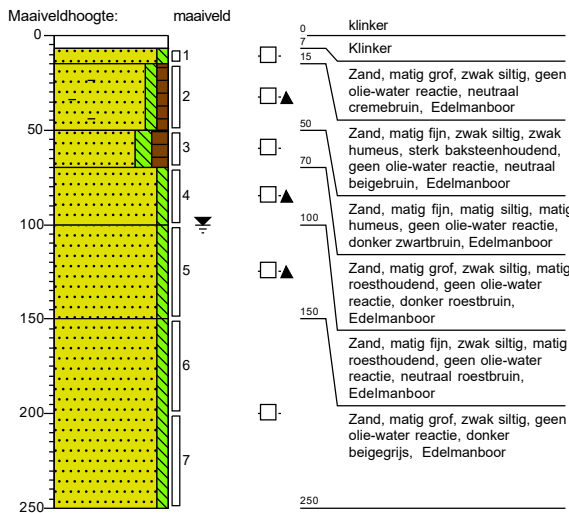 Maaiveldhoogte: maaiveld
0
50
100
150
200
250
1
2
3
4
5
6
7
0
klinker
7
Klinker
15
Zand, matig grof, zwak siltig, geen
olie-water reactie, neutraal
cremebruin, Edelmanboor
50
Zand, matig fijn, zwak siltig, zwak
humeus, sterk baksteenhoudend,
geen olie-water reactie, neutraal
beigebruin, Edelmanboor
70
Zand, matig fijn, matig siltig, matig
humeus, geen olie-water reactie,
donker zwartbruin, Edelmanboor
100
Zand, matig grof, zwak siltig, matig
roesthoudend, geen olie-water
reactie, donker roestbruin,
Edelmanboor
150
Zand, matig fijn, zwak siltig, matig
roesthoudend, geen olie-water
reactie, neutraal roestbruin,
Edelmanboor
Zand, matig grof, zwak siltig, geen
olie-water reactie, donker
beigegrijs, Edelmanboor
250